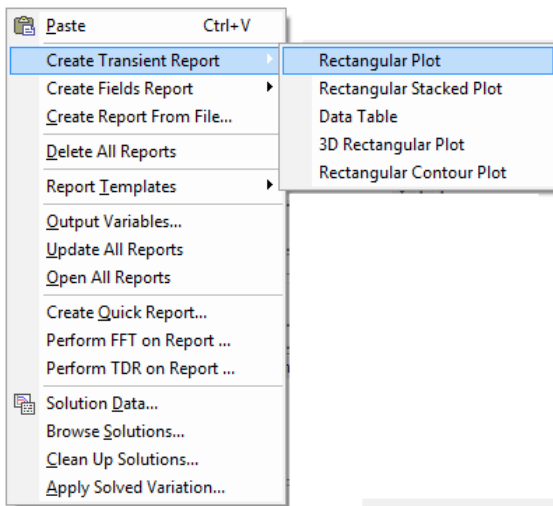 Paste Ctrl+V
Create Transient Report
Create Fields Report
Create Report From File...
Delete All Reports
Report Templates
Output Variables...
Update All Reports
Open All Reports
Create Quick Report...
Perform FFT on Report ...
Perform TDR on Report ...
Solution Data...
Browse Solutions...
Clean Up Solutions...
Apply Solved Variation...
Rectangular Plot
Rectangular Stacked Plot
Data Table
3D Rectangular Plot
Rectangular Contour Plot